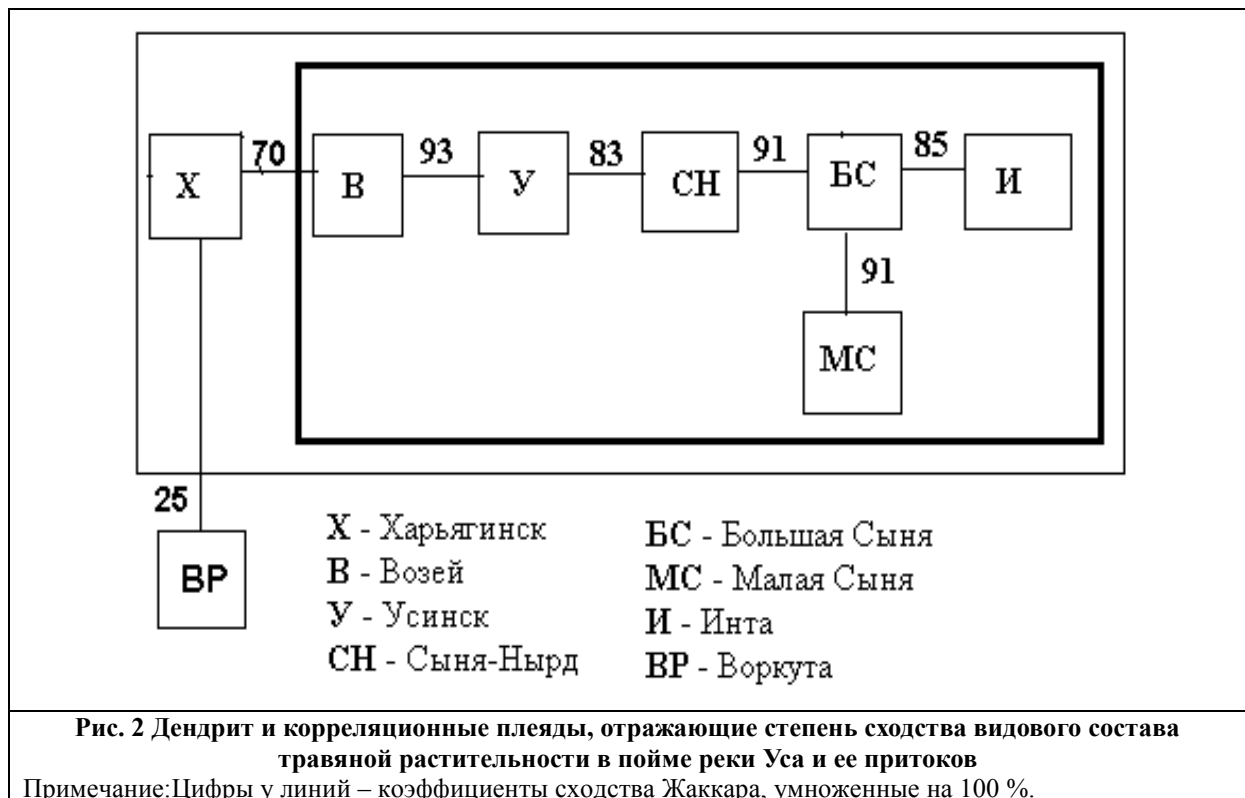 70 93 83 91 85
Х В У СН БС И
91
МС
25
ВР
Х - Харьягинск
В - Возей
У - Усинск
СН - Сыня-Нырд
БС - Большая Сыня
МС - Малая Сыня
И - Инта
ВР - Воркута
Рис. 2 Дендрит и корреляционные плеяды, отражающие степень сходства видового состава
травяной растительности в пойме реки Уса и ее притоков
Примечание:Цифры у линий – коэффициенты сходства Жаккара, умноженные на 100 %.